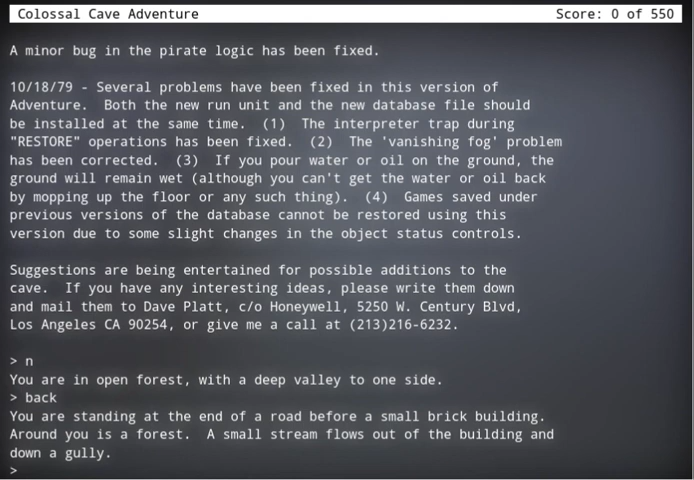 Colossal Cave Adventure Score: 0 of 550
A minor bug in the pirate logic has been fixed.
10/18/79 - Several problems have been fixed in this version of
Adventure. Both the new run unit and the new database file should
be installed at the same time. (1) The interpreter trap during
"RESTORE" operations has been fixed. (2) The 'vanishing fog' problem
has been corrected. (3) If you pour water or oil on the ground, the
ground will remain wet (although you can't get the water or oil back
by mopping up the floor or any such thing). (4) Games saved under
previous versions of the database cannot be restored using this
version due to some slight changes in the object status controls.
Suggestions are being entertained for possible additions to the
cave. If you have any interesting ideas, please write them down
and mail them to Dave Platt, c/o Honeywell, 5250 W. Century Blvd,
Los Angeles CA 90254, or give me a call at (213)216-6232.
> n
You are in open forest, with a deep valley to one side.
> back
You are standing at the end of a road before a small brick building.
Around you is a forest. A small stream flows out of the building and
down a gully.
>